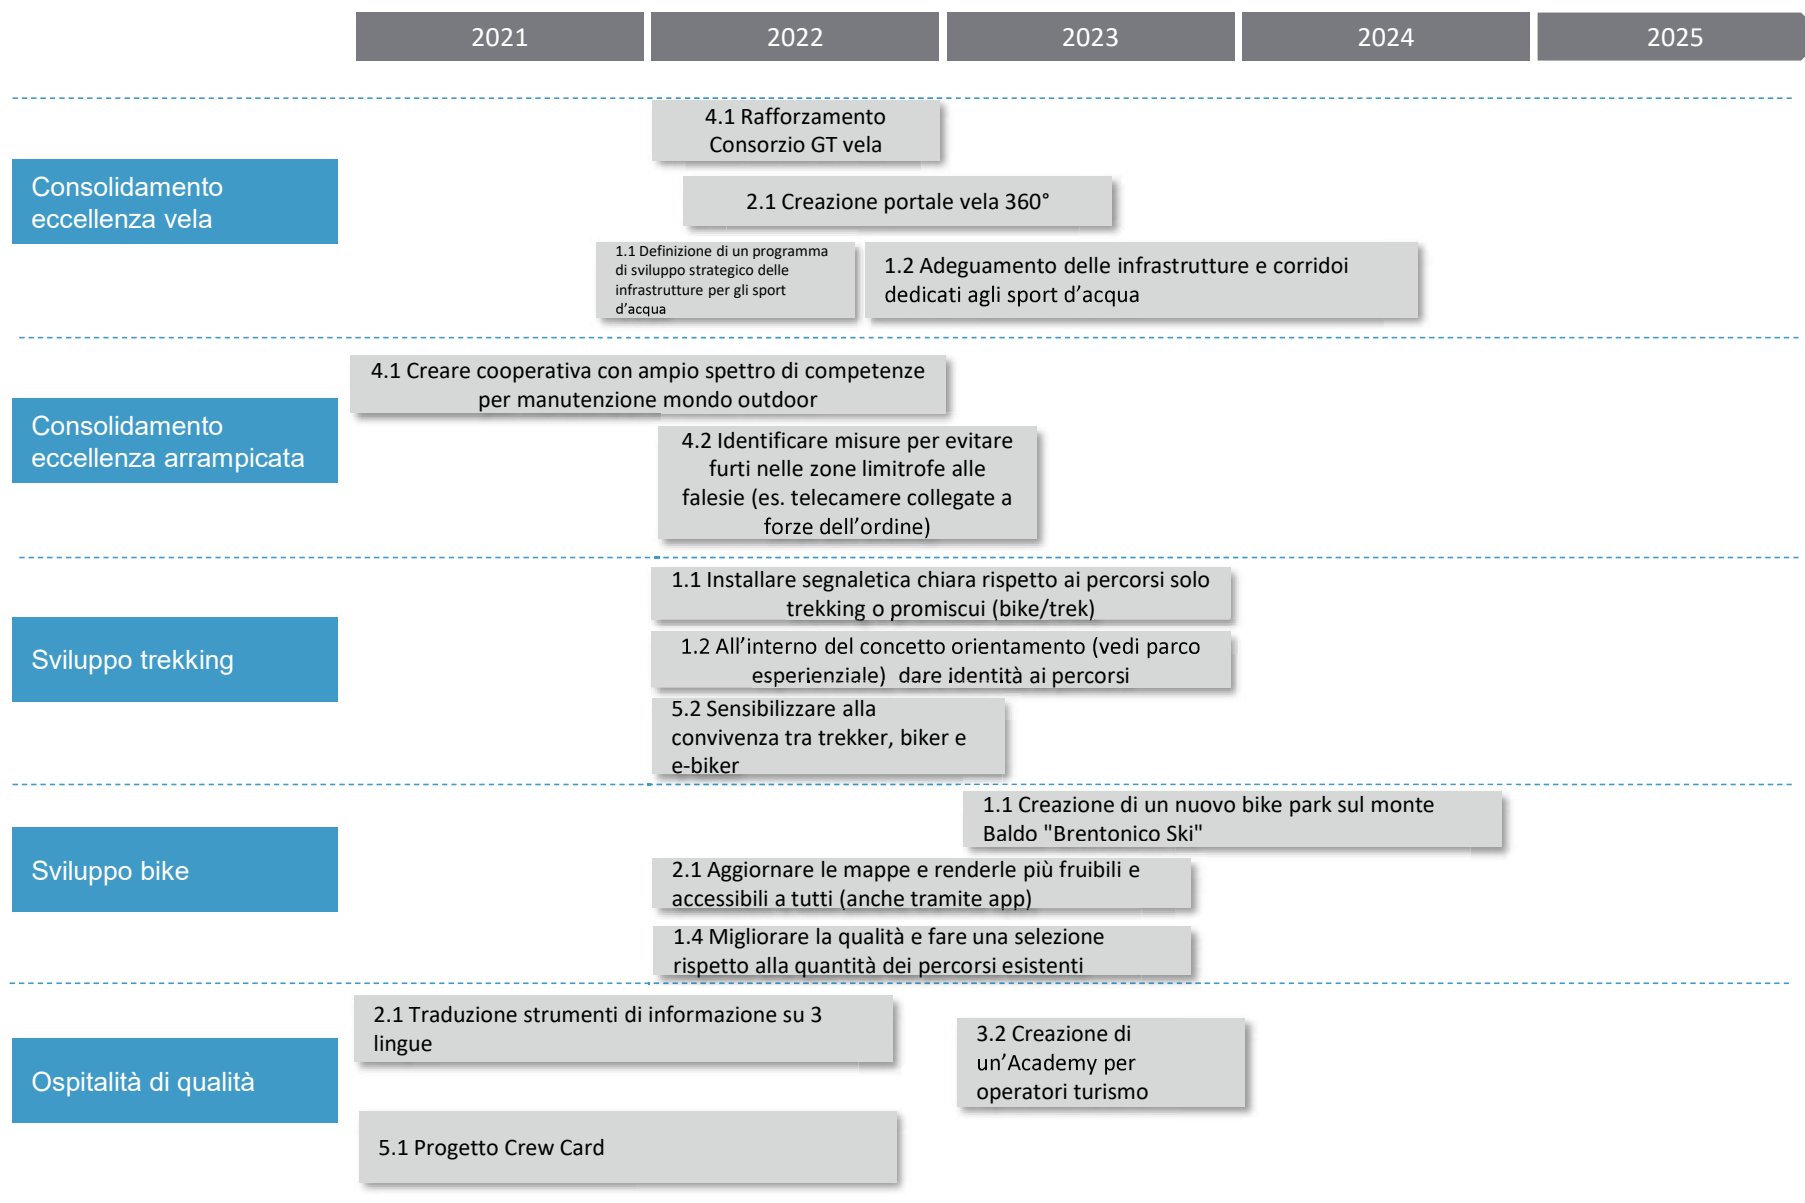 2021
2022
2023
2024
2025
Consolidamento
eccellenza vela
4.1 Rafforzamento
Consorzio GT vela
2.1 Creazione portale vela 360°
1.1 Definizione di un programma
di sviluppo strategico delle
infrastrutture per gli sport
d’acqua
1.2 Adeguamento delle infrastrutture e corridoi
dedicati agli sport d’acqua
Consolidamento
eccellenza arrampicata
4.1 Creare cooperativa con ampio spettro di competenze
per manutenzione mondo outdoor
4.2 Identificare misure per evitare
furti nelle zone limitrofe alle
falesie (es. telecamere collegate a
forze dell’ordine)
Sviluppo trekking
1.1 Installare segnaletica chiara rispetto ai percorsi solo
trekking o promiscui (bike/trek)
1.2 All’interno del concetto orientamento (vedi parco
esperienziale) dare identità ai percorsi
5.2 Sensibilizzare alla
convivenza tra trekker, biker e
e-biker
Sviluppo bike
1.1 Creazione di un nuovo bike park sul monte
Baldo "Brentonico Ski"
2.1 Aggiornare le mappe e renderle più fruibili e
accessibili a tutti (anche tramite app)
1.4 Migliorare la qualità e fare una selezione
rispetto alla quantità dei percorsi esistenti
Ospitalità di qualità
2.1 Traduzione strumenti di informazione su 3
lingue
3.2 Creazione di
un’Academy per
operatori turismo
5.1 Progetto Crew Card